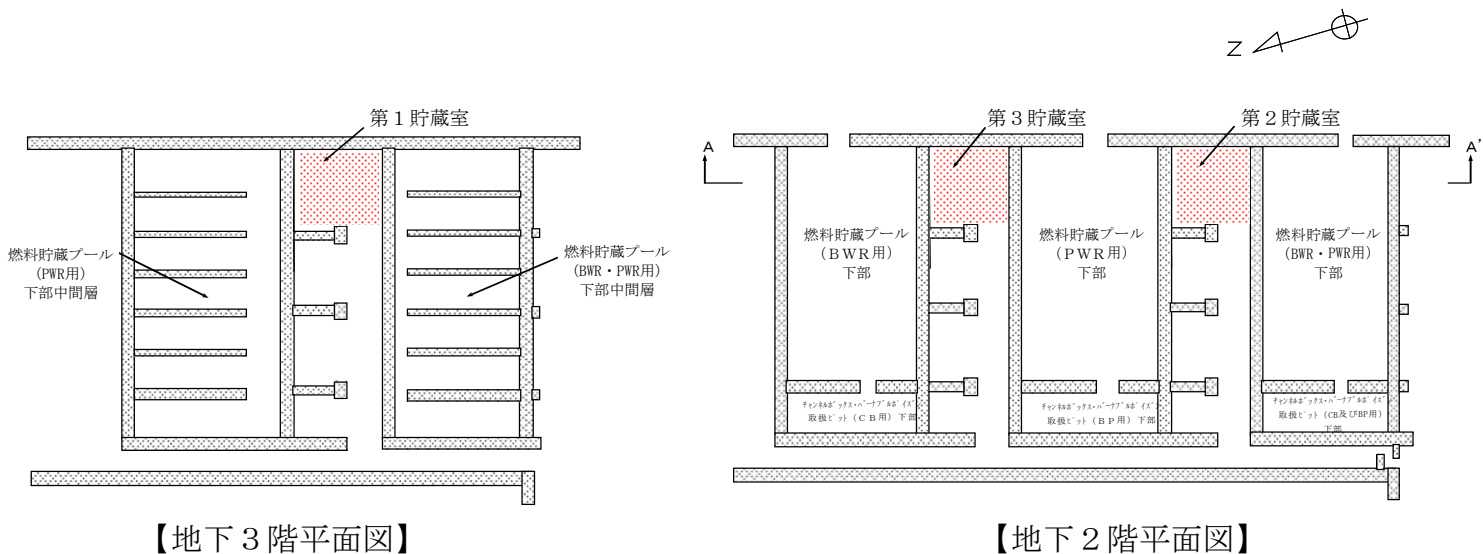 N
第１貯蔵室
燃料貯蔵プール
(PWR用)
下部中間層
燃料貯蔵プール
(BWR・PWR用)
下部中間層
【地下３階平面図】
第３貯蔵室
第２貯蔵室
A
A'
燃料貯蔵プール
(ＢＷＲ用)
下部
燃料貯蔵プール
(ＰＷＲ用)
下部
燃料貯蔵プール
(BWR・PWR用)
下部
ﾁｬﾝﾈﾙﾎﾞｯｸｽ・ﾊﾞｰﾅﾌﾞﾙﾎﾟｲｽﾞﾝ
取扱ﾋﾟｯﾄ (ＣＢ用) 下部
ﾁｬﾝﾈﾙﾎﾞｯｸｽ・ﾊﾞｰﾅﾌﾞﾙﾎﾟｲｽﾞﾝ
取扱ﾋﾟｯﾄ (ＢＰ用) 下部
ﾁｬﾝﾈﾙﾎﾞｯｸｽ・ﾊﾞｰﾅﾌﾞﾙﾎﾟｲｽﾞﾝ
取扱ﾋﾟｯﾄ (CB及びBP用)
下部
【地下２階平面図】